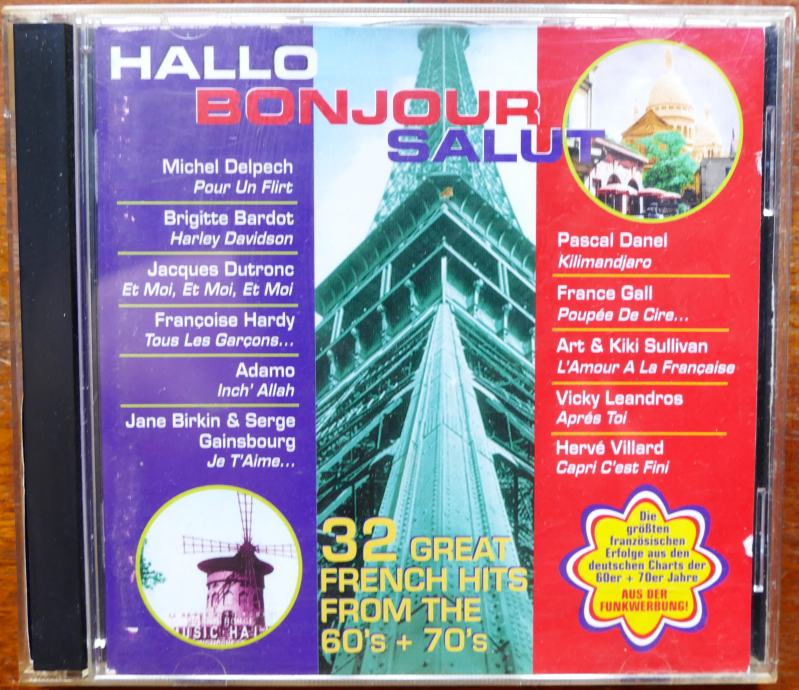 HALLO
BONJOUR
SALUT
Michel Delpech
Pour Un Flirt
Brigitte Bardot
Harley Davidson
Jacques Dutronc
Et Moi, Et Moi, Et Moi
Françoise Hardy
Tous Les Garçons...
Adamo
Inch' Allah
Jane Birkin & Serge
Gainsbourg
Je T'Aime...
Pascal Danel
Kilimandjaro
France Gall
Poupée De Cire...
Art & Kiki Sullivan
L'Amour A La Française
Vicky Leandros
Aprés Toi
Hervé Villard
Capri C'est Fini
32 GREAT
FRENCH HITS
FROM THE
60's + 70's
Die
größten
französischen
Erfolge aus den
deutschen Charts der
60er + 70er Jahre
AUS DER
FUNKWERBUNG!